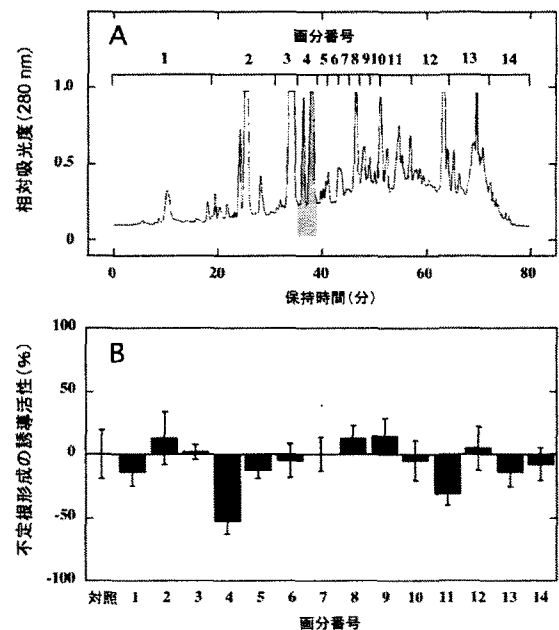 A
画分番号
1 2 3 4 5 6 7 8 9 10 11 12 13 14
相対吸光度(280 nm)
1.0
0.5
0
0 20 40 60 80
保持時間(分)
B
不定根形成の誘導活性(%)
100
50
0
-50
-100
対照 1 2 3 4 5 6 7 8 9 10 11 12 13 14
画分番号